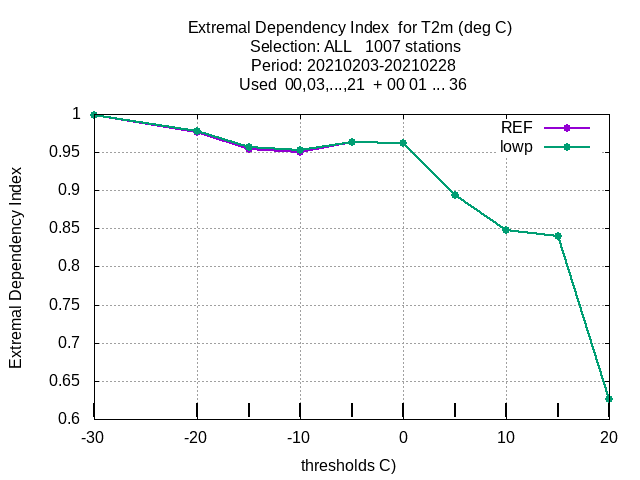 Extremal Dependency Index  for T2m (deg C)
Selection: ALL   1007 stations
Period: 20210203-20210228
Used  00,03,...,21  + 00 01 ... 36
Extremal Dependency Index
1
0.95
0.9
0.85
0.8
0.75
0.7
0.65
0.6
REF
lowp
-30 -20 -10 0 10 20
thresholds C)